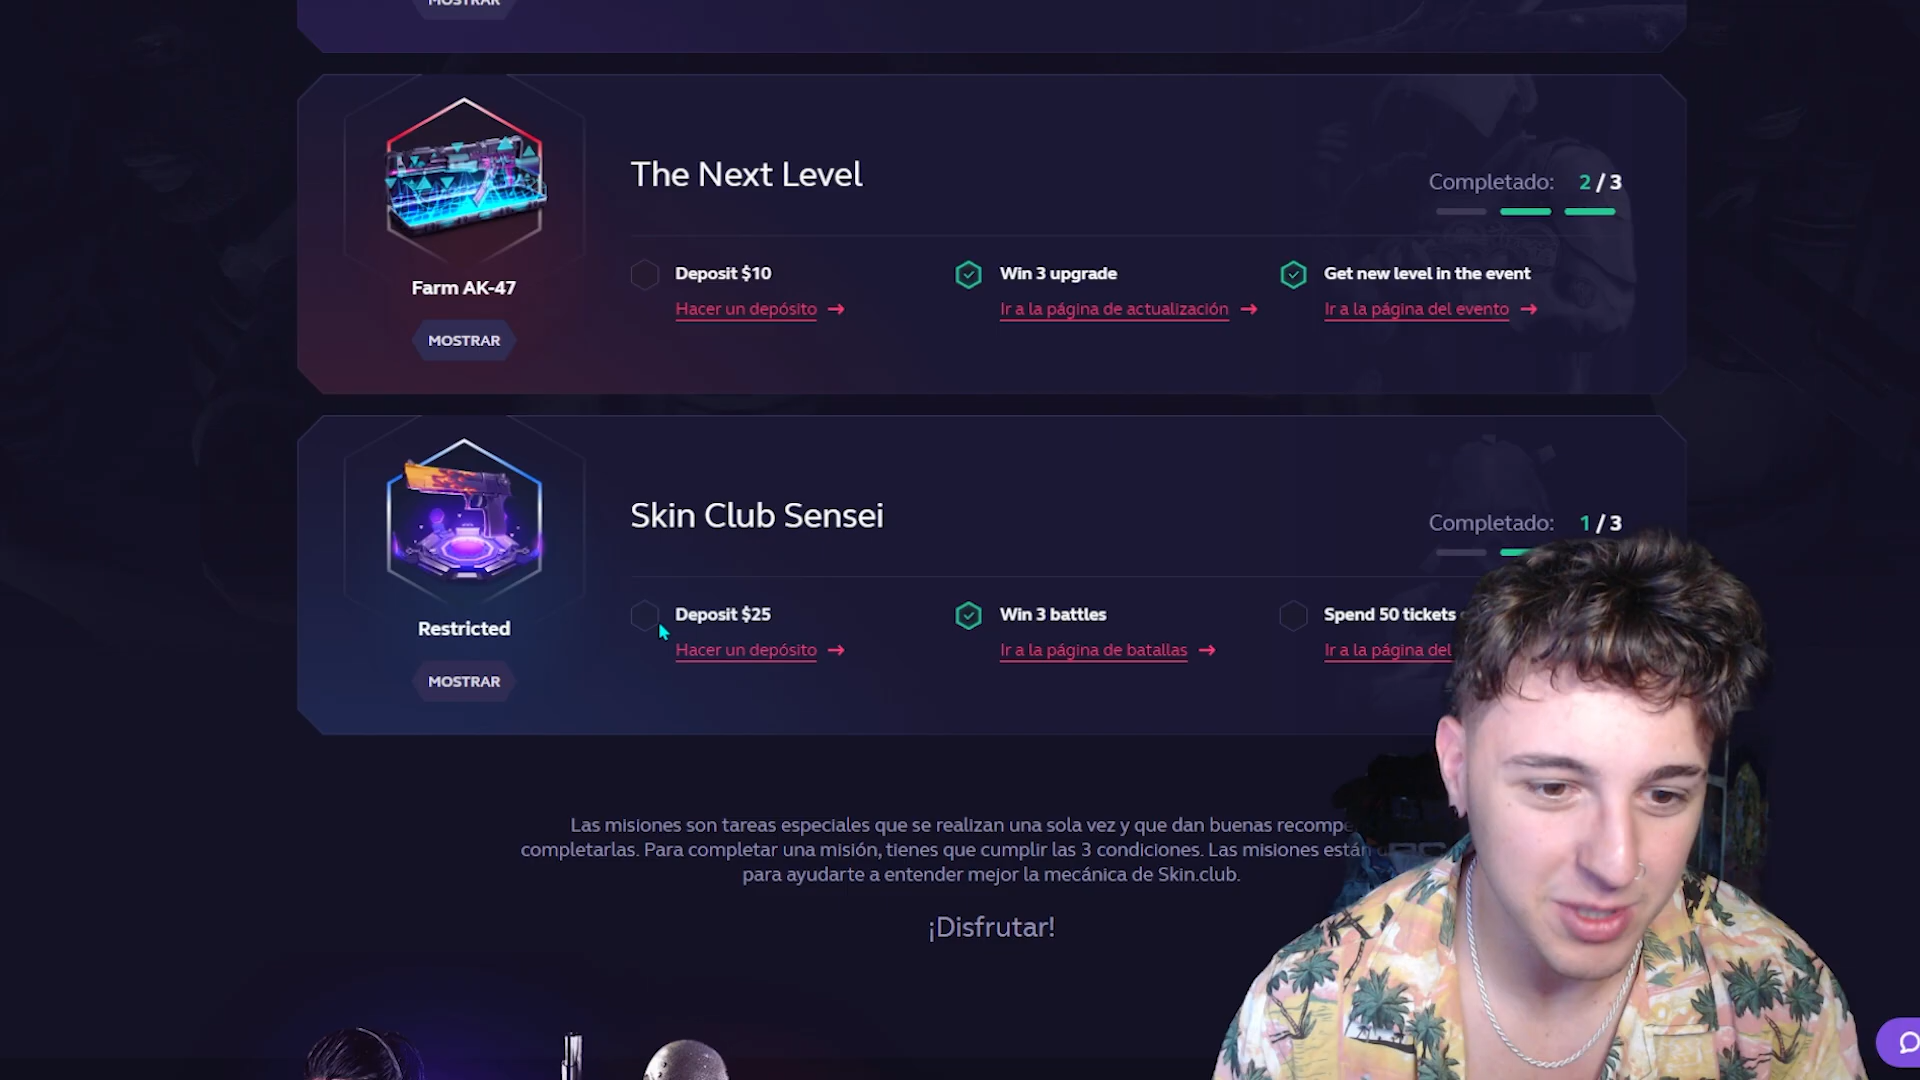 MOSTRAR
The Next Level
Completado: 2 / 3
Deposit $10
Win 3 upgrade
Get new level in the event
Hacer un depósito →
Ir a la página de actualización →
Ir a la página del evento →
Farm AK-47
MOSTRAR
Skin Club Sensei
Completado: 1 / 3
Deposit $25
Win 3 battles
Spend 50 tickets
Hacer un depósito →
Ir a la página de batallas →
Ir a la página del
Restricted
MOSTRAR
Las misiones son tareas especiales que se realizan una sola vez y que dan buenas
completarlas. Para completar una misión, tienes que cumplir las 3 condiciones. Las misiones están
para ayudarte a entender mejor la mecánica de Skin.club.
¡Disfrutar!